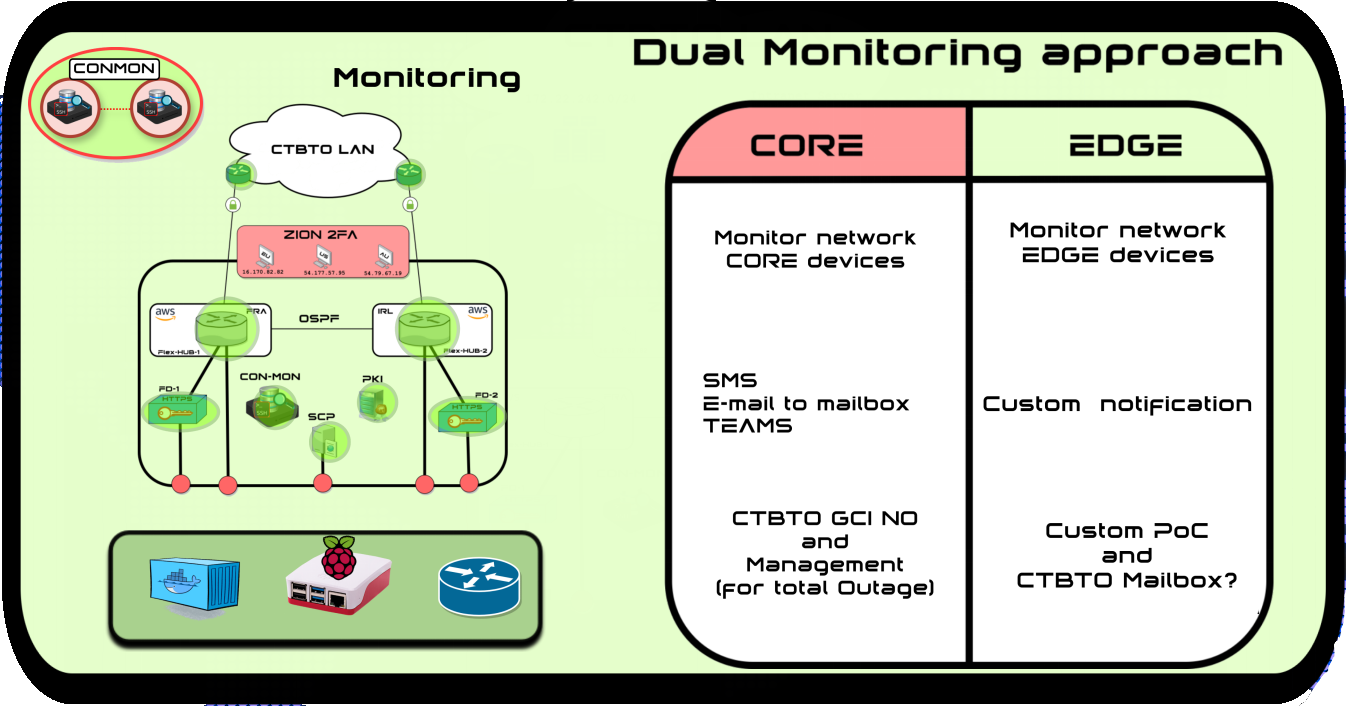 Dual Monitoring approach
CONMON
SSH
SSH
Monitoring
CTBTO LAN
ZION 2FA
EU
US
AU
16.170.82.82
54.177.57.95
54.79.67.19
aws
FRA
Flex-HUB-1
OSPF
IRL
aws
Flex-HUB-2
FD-1
HTTPS
CON-MON
SSH
SCP
PKI
FD-2
HTTPS
CORE
EDGE
Monitor network
CORE devices
Monitor network
EDGE devices
SMS
E-mail to mailbox
TEAMS
Custom notification
CTBTO GCI NO
and
Management
(for total Outage)
Custom PoC
and
CTBTO Mailbox?